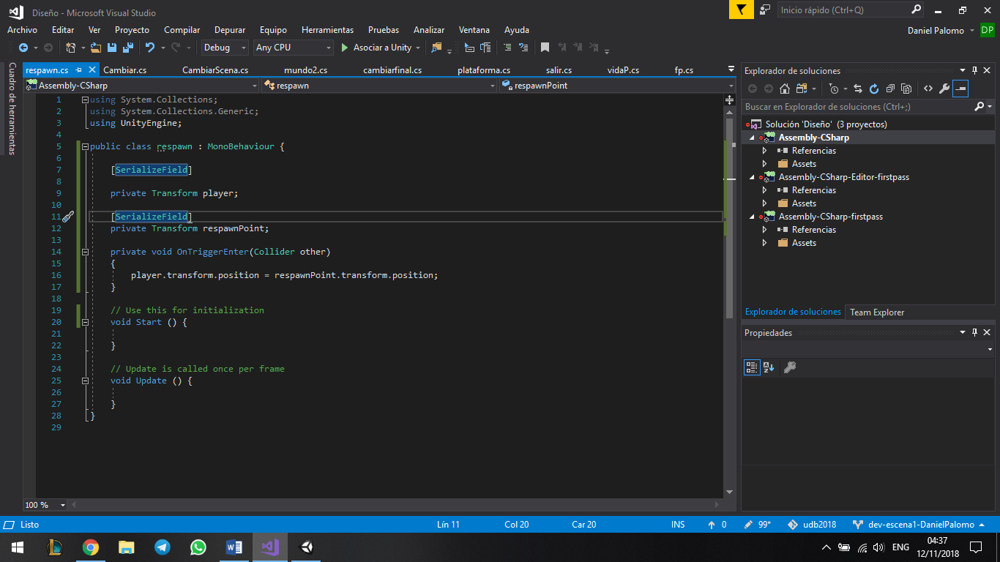 Diseño - Microsoft Visual Studio
Inicio rápido (Ctrl+Q)
Archivo Editar Ver Proyecto Compilar Depurar Equipo Herramientas Pruebas Analizar Ventana Ayuda
Daniel Palomo DP
Debug Any CPU Asociar a Unity
Cuadro de herramientas
respawn.cs Cambiar.cs CambiarScena.cs mundo2.cs cambiarfinal.cs plataforma.cs salir.cs vidaP.cs fp.cs
Assembly-CSharp respawn respawnPoint
1 using System.Collections;
2 using System.Collections.Generic;
3 using UnityEngine;
4
5 public class respawn : MonoBehaviour {
6
7 [SerializeField]
8
9 private Transform player;
10
11 [SerializeField]
12 private Transform respawnPoint;
13
14 private void OnTriggerEnter(Collider other)
15 {
16 player.transform.position = respawnPoint.transform.position;
17 }
18
19 // Use this for initialization
20 void Start () {
21
22 }
23
24 // Update is called once per frame
25 void Update () {
26
27 }
28 }
29
100 %
Explorador de soluciones
Buscar en Explorador de soluciones (Ctrl+;)
Solución 'Diseño' (3 proyectos)
Assembly-CSharp
Referencias
Assets
Assembly-CSharp-Editor-firstpass
Referencias
Assets
Assembly-CSharp-firstpass
Referencias
Assets
Explorador de soluciones Team Explorer
Propiedades
Listo Lín 11 Col 20 Car 20 INS 0 99* udb2018 dev-escena1-DanielPalomo
ENG 04:37
12/11/2018